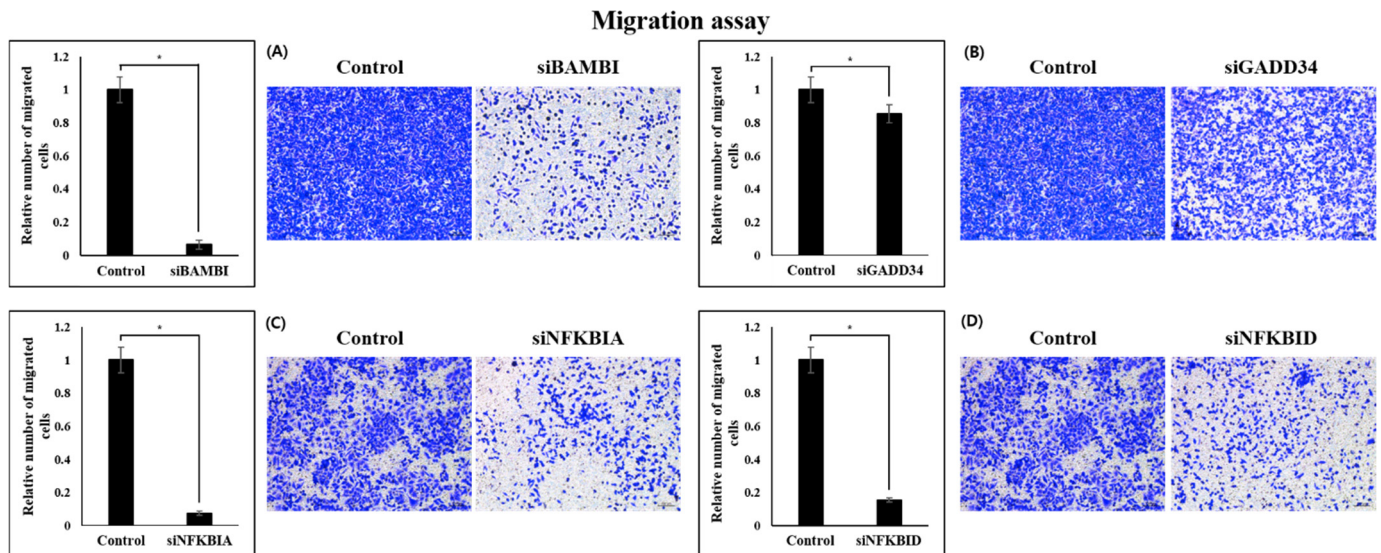 Migration assay
(A)
Control siBAMBI
Relative number of migrated
cells
1.2
1
0.8
0.6
0.4
0.2
0
*
Control siBAMBI
(B)
Control siGADD34
Relative number of migrated
cells
1.2
1
0.8
0.6
0.4
0.2
0
*
Control siGADD34
(C)
Control siNFKBIA
Relative number of migrated
cells
1.2
1
0.8
0.6
0.4
0.2
0
*
Control siNFKBIA
(D)
Control siNFKBID
Relative number of migrated
cells
1.2
1
0.8
0.6
0.4
0.2
0
*
Control siNFKBID